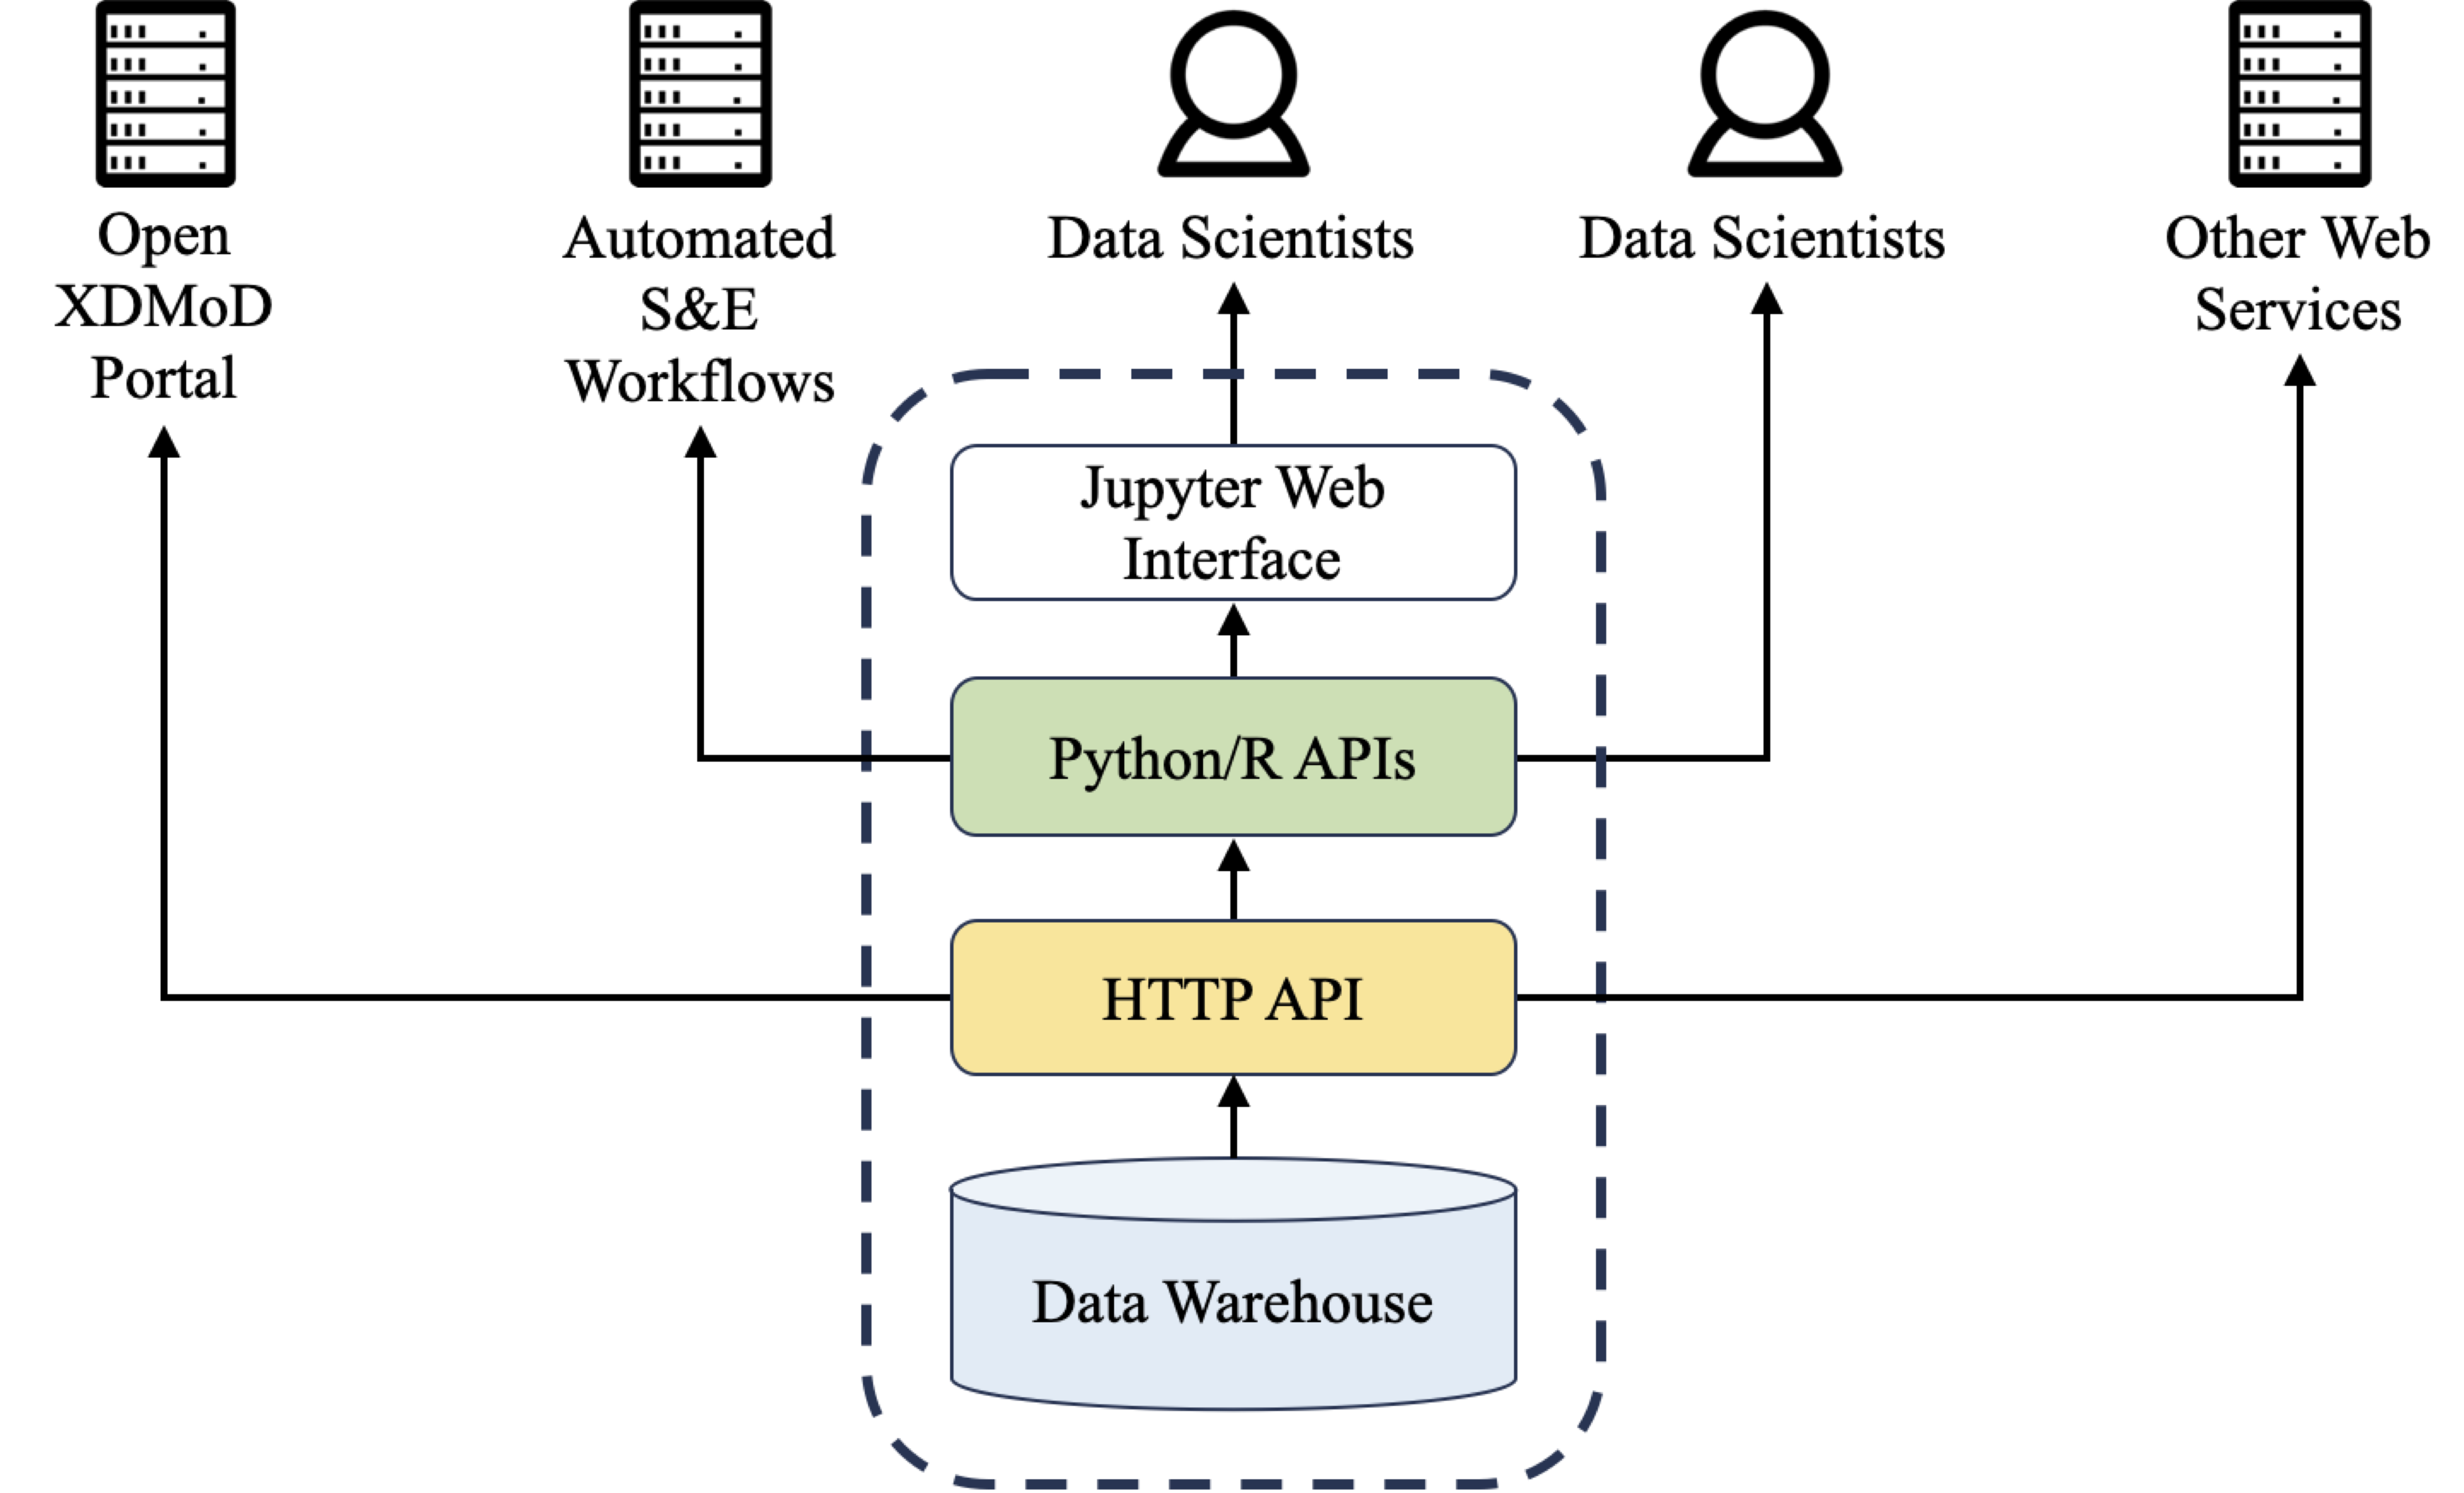 Open
XDMoD
Portal
Automated
S&E
Workflows
Data Scientists
Data Scientists
Other Web
Services
Jupyter Web
Interface
Python/R APIs
HTTP API
Data Warehouse